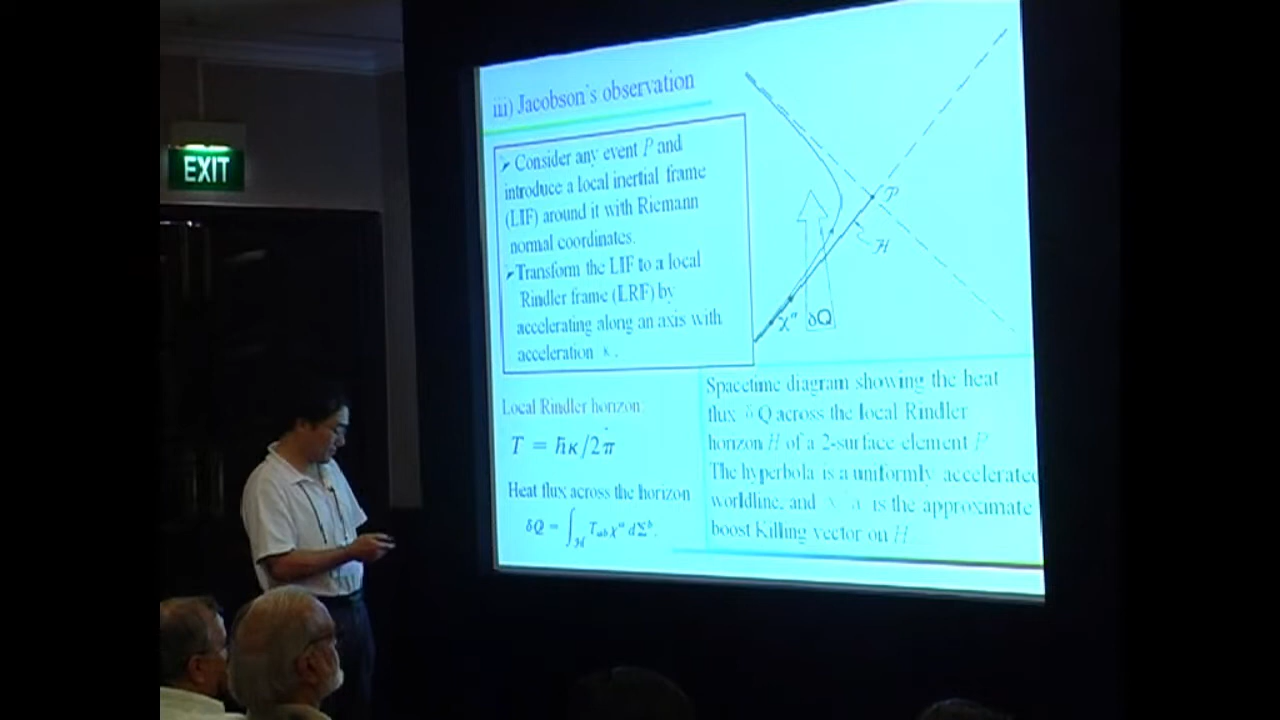 EXIT
iii) Jacobson's observation
➤ Consider any event P and
introduce a local inertial frame
(LIF) around it with Riemann
normal coordinates.
➤Transform the LIF to a local
Rindler frame (LRF) by
accelerating along an axis with
acceleration κ.
Local Rindler horizon:
T = ℏκ/2π
Heat flux across the horizon
δQ = ∫_ℋ T_ab χ^a dΣ^b.
𝒫
ℋ
χ^a δQ
Spacetime diagram showing the heat
flux δQ across the local Rindler
horizon H of a 2-surface element P
The hyperbola is a uniformly accelerated
worldline, and χ^a is the approximate
boost Killing vector on H.